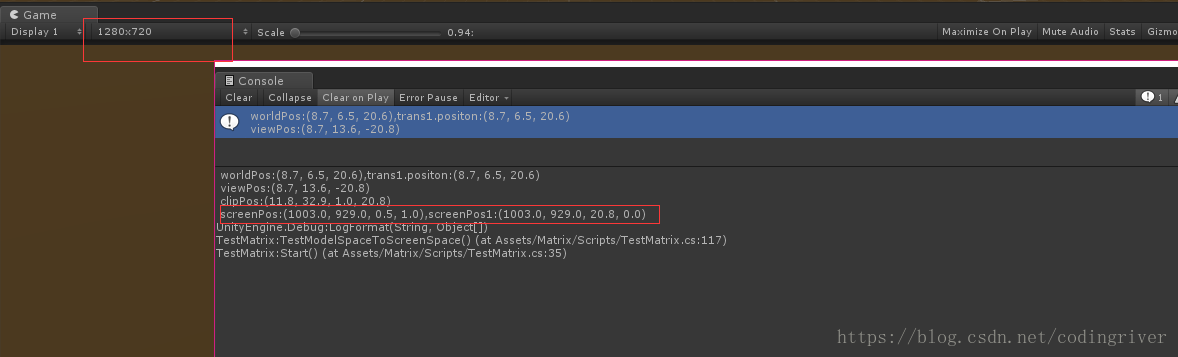 Game
Display 1 1280x720 Scale 0.94: Maximize On Play Mute Audio Stats Gizmo
Console
Clear Collapse Clear on Play Error Pause Editor 1
worldPos:(8.7, 6.5, 20.6),trans1.positon:(8.7, 6.5, 20.6)
viewPos:(8.7, 13.6, -20.8)
worldPos:(8.7, 6.5, 20.6),trans1.positon:(8.7, 6.5, 20.6)
viewPos:(8.7, 13.6, -20.8)
clipPos:(11.8, 32.9, 1.0, 20.8)
screenPos:(1003.0, 929.0, 0.5, 1.0),screenPos1:(1003.0, 929.0, 20.8, 0.0)
UnityEngine.Debug:LogFormat(String, Object[])
TestMatrix:TestModelSpaceToScreenSpace() (at Assets/Matrix/Scripts/TestMatrix.cs:117)
TestMatrix:Start() (at Assets/Matrix/Scripts/TestMatrix.cs:35)
https://blog.csdn.net/codingriver